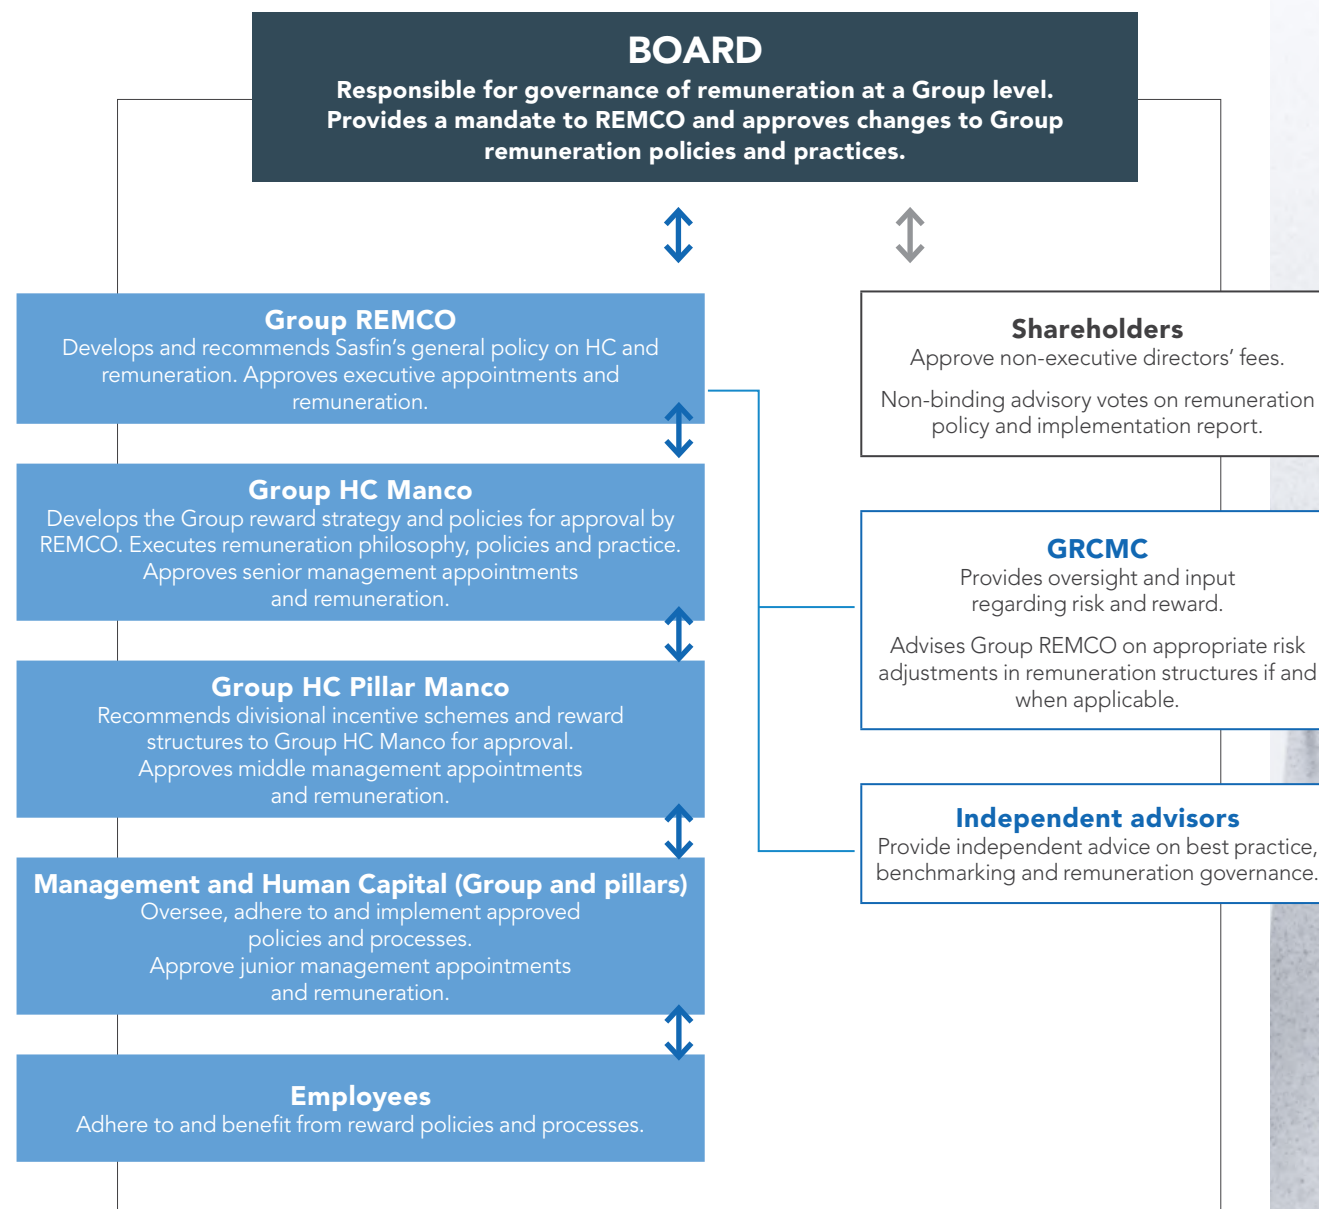 BOARD
Responsible for governance of remuneration at a Group level.
Provides a mandate to REMCO and approves changes to Group
remuneration policies and practices.
Group REMCO
Develops and recommends Sasfin’s general policy on HC and
remuneration. Approves executive appointments and
remuneration.
Group HC Manco
Develops the Group reward strategy and policies for approval by
REMCO. Executes remuneration philosophy, policies and practice.
Approves senior management appointments
and remuneration.
Group HC Pillar Manco
Recommends divisional incentive schemes and reward
structures to Group HC Manco for approval.
Approves middle management appointments
and remuneration.
Management and Human Capital (Group and pillars)
Oversee, adhere to and implement approved
policies and processes.
Approve junior management appointments
and remuneration.
Employees
Adhere to and benefit from reward policies and processes.
Shareholders
Approve non-executive directors’ fees.
Non-binding advisory votes on remuneration
policy and implementation report.
GRCMC
Provides oversight and input
regarding risk and reward.
Advises Group REMCO on appropriate risk
adjustments in remuneration structures if and
when applicable.
Independent advisors
Provide independent advice on best practice,
benchmarking and remuneration governance.